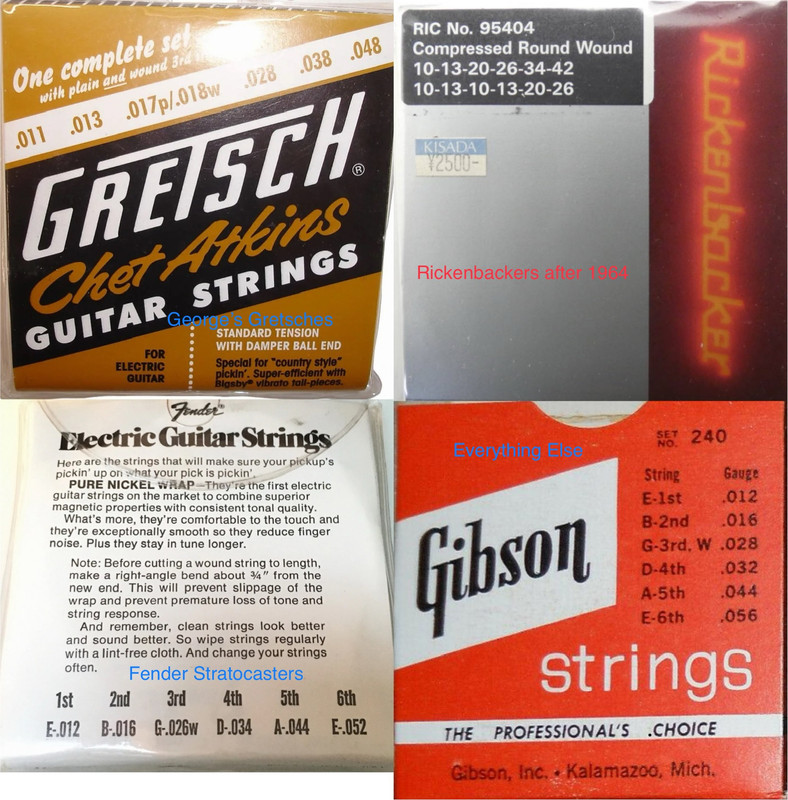 One complete set
with plain and wound 3rd
.011 .013 .017p/.018w .028 .038 .048
GRETSCH®
Chet Atkins
GUITAR STRINGS
George's Gretsches
FOR
ELECTRIC
GUITAR
STANDARD TENSION
WITH DAMPER BALL END
Special for "country style"
pickin'. Super-efficient with
Bigsby® vibrato tail-pieces.
RIC No. 95404
Compressed Round Wound
10-13-20-26-34-42
10-13-10-13-20-26
KISADA
¥2500-
Rickenbacker
Rickenbackers after 1964
Fender
Electric Guitar Strings
Here are the strings that will make sure your pickup's
pickin' up on what your pick is pickin'.
PURE NICKEL WRAP—They're the first electric
guitar strings on the market to combine superior
magnetic properties with consistent tonal quality.
What's more, they're comfortable to the touch and
they're exceptionally smooth so they reduce finger
noise. Plus they stay in tune longer.
Note: Before cutting a wound string to length,
make a right-angle bend about ¾" from the
new end. This will prevent slippage of the
wrap and prevent premature loss of tone and
string response.
And remember, clean strings look better
and sound better. So wipe strings regularly
with a lint-free cloth. And change your strings
often.
Fender Stratocasters
1st 2nd 3rd 4th 5th 6th
E-.012 B-.016 G-.026w D-.034 A-.044 E-.052
Everything Else
SET NO. 240
String Gauge
E-1st .012
B-2nd .016
G-3rd. W .028
D-4th .032
A-5th .044
E-6th .056
Gibson
strings
THE PROFESSIONAL'S .CHOICE
Gibson, Inc. • Kalamazoo, Mich.